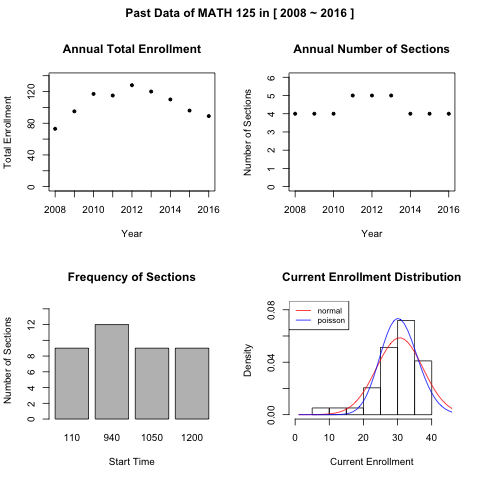 Past Data of MATH 125 in [ 2008 ~ 2016 ]
Annual Total Enrollment
Total Enrollment
0 40 80 120
2008 2010 2012 2014 2016
Year
Annual Number of Sections
Number of Sections
0 1 2 3 4 5 6
2008 2010 2012 2014 2016
Year
Frequency of Sections
Number of Sections
0 2 4 6 8 12
110 940 1050 1200
Start Time
Current Enrollment Distribution
Density
0.00 0.04 0.08
normal
poisson
0 10 20 30 40
Current Enrollment